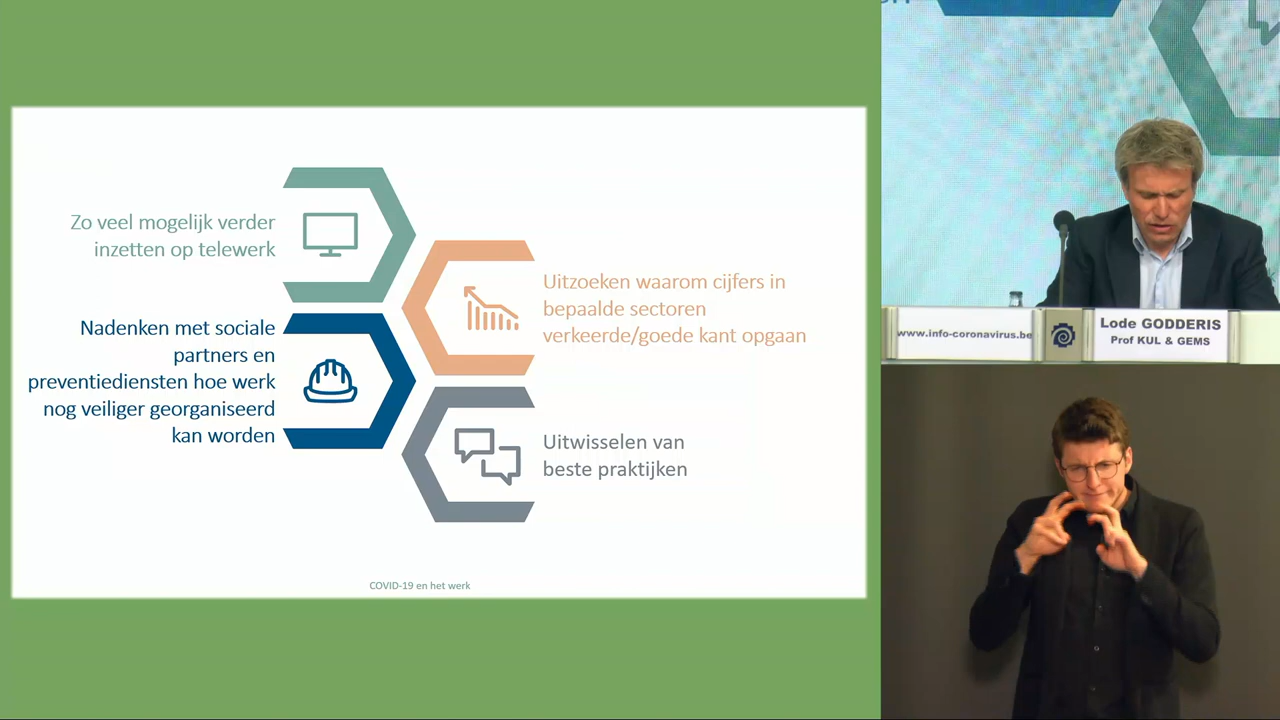 Zo veel mogelijk verder
inzetten op telewerk
Uitzoeken waarom cijfers in
bepaalde sectoren
verkeerde/goede kant opgaan
Nadenken met sociale
partners en
preventiediensten hoe werk
nog veiliger georganiseerd
kan worden
Uitwisselen van
beste praktijken
COVID-19 en het werk
www.info-coronavirus.be
Lode GODDERIS
Prof KUL & GEMS